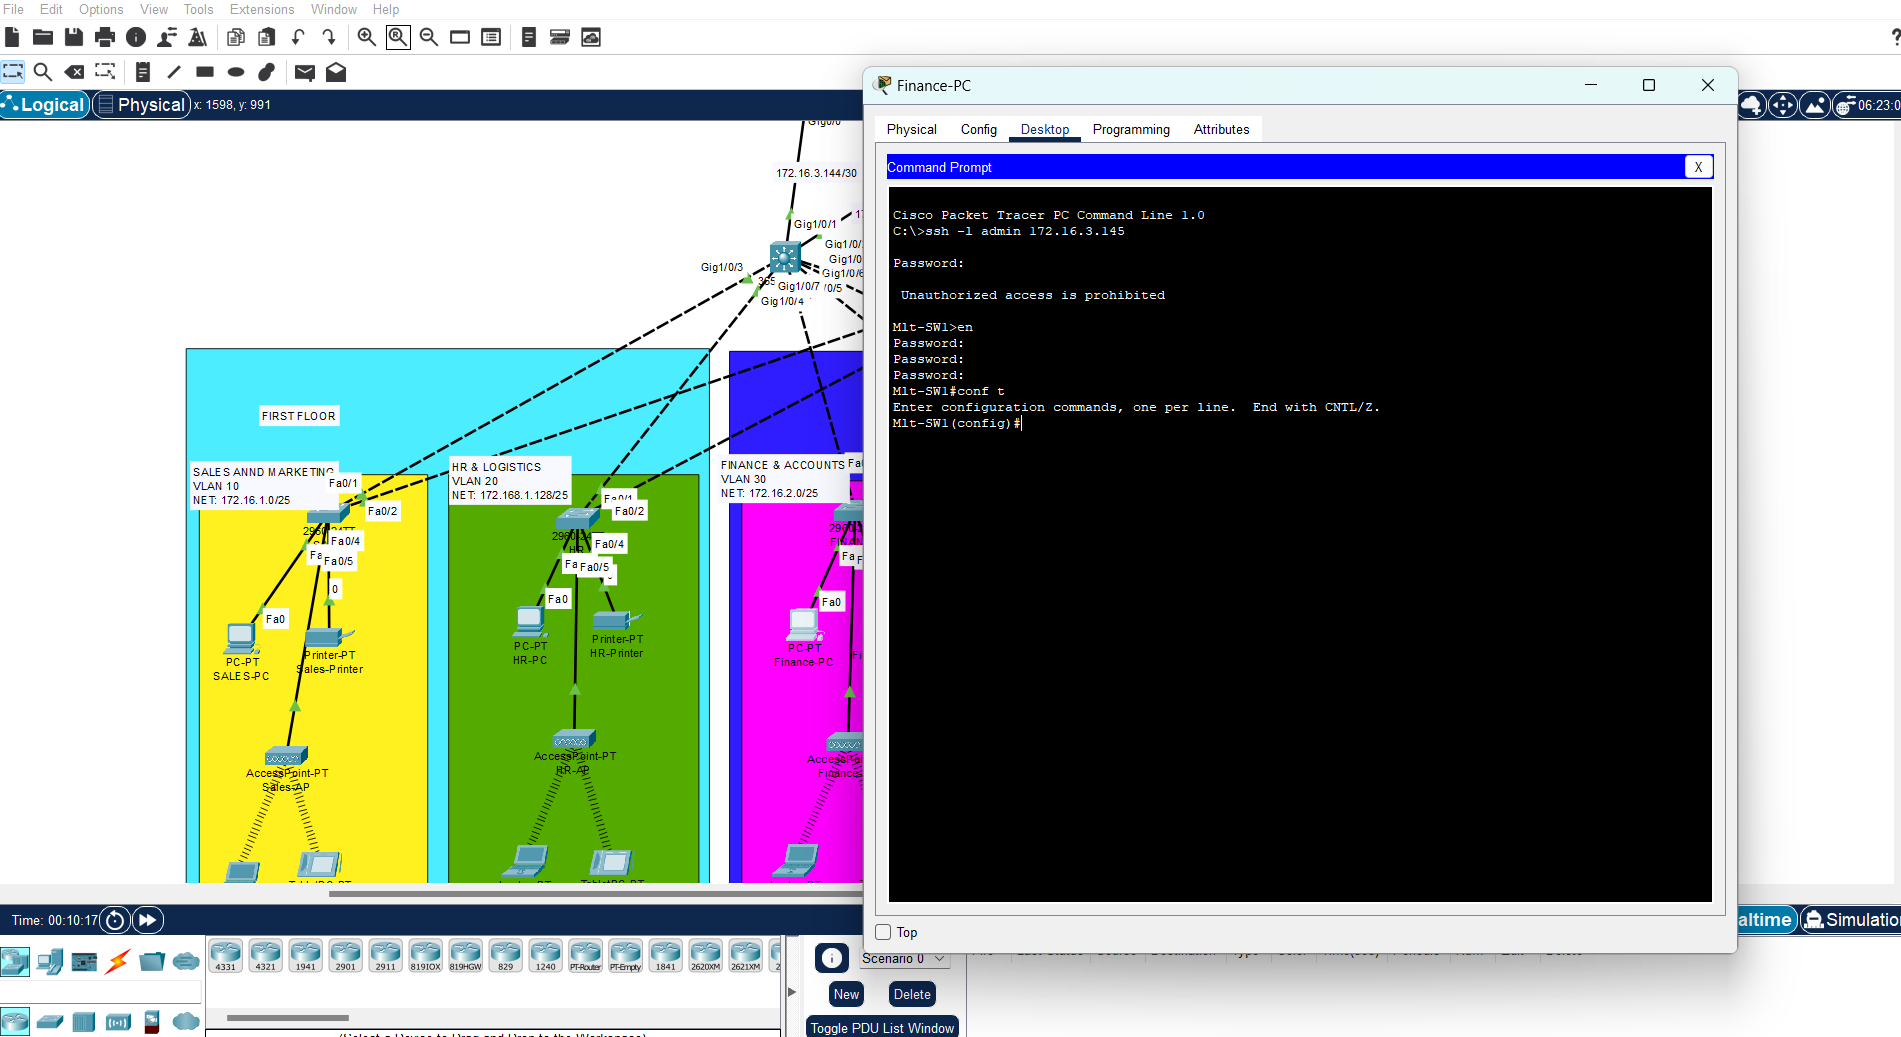 File Edit Options View Tools Extensions Window Help
Logical
Physical
x: 1598, y: 991
06:23:0
Gig0/0
172.16.3.144/30
Gig1/0/1
Gig1/0/3
Gig1/0/7
Gig1/0/4
/0/5
FIRST FLOOR
SALES ANND MARKETING
VLAN 10
NET: 172.16.1.0/25
Fa0/1
Fa0/2
Fa0/4
Fa0/5
Fa0
PC-PT
SALES-PC
Printer-PT
Sales-Printer
AccessPoint-PT
Sales-AP
HR & LOGISTICS
VLAN 20
NET: 172.168.1.128/25
Fa0/1
Fa0/2
Fa0/4
Fa0/5
Fa0
PC-PT
HR-PC
Printer-PT
HR-Printer
AccessPoint-PT
HR-AP
FINANCE & ACCOUNTS
VLAN 30
NET: 172.16.2.0/25
Fa0
PC-PT
Finance-PC
Finance-PC
Physical Config Desktop Programming Attributes
Command Prompt
X
Cisco Packet Tracer PC Command Line 1.0
C:\>ssh -l admin 172.16.3.145
Password:
Unauthorized access is prohibited
Mlt-SW1>en
Password:
Password:
Password:
Mlt-SW1#conf t
Enter configuration commands, one per line.  End with CNTL/Z.
Mlt-SW1(config)#
Top
Time: 00:10:17
altime
Simulation
4331 4321 1941 2901 2911 819IOX 819HGW 829 1240 PT-Router PT-Empty 1841 2620XM 2621XM
Scenario 0
New
Delete
Toggle PDU List Window